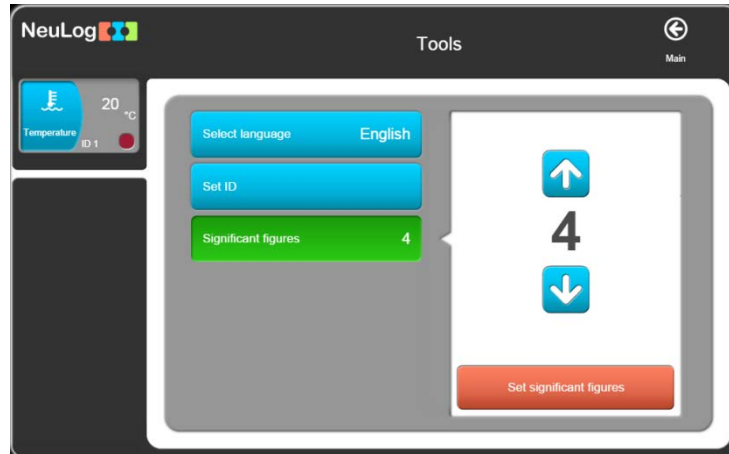 NeuLog
Tools
Main
20 °C
Temperature
ID 1
Select language English
Set ID
Significant figures 4
4
Set significant figures